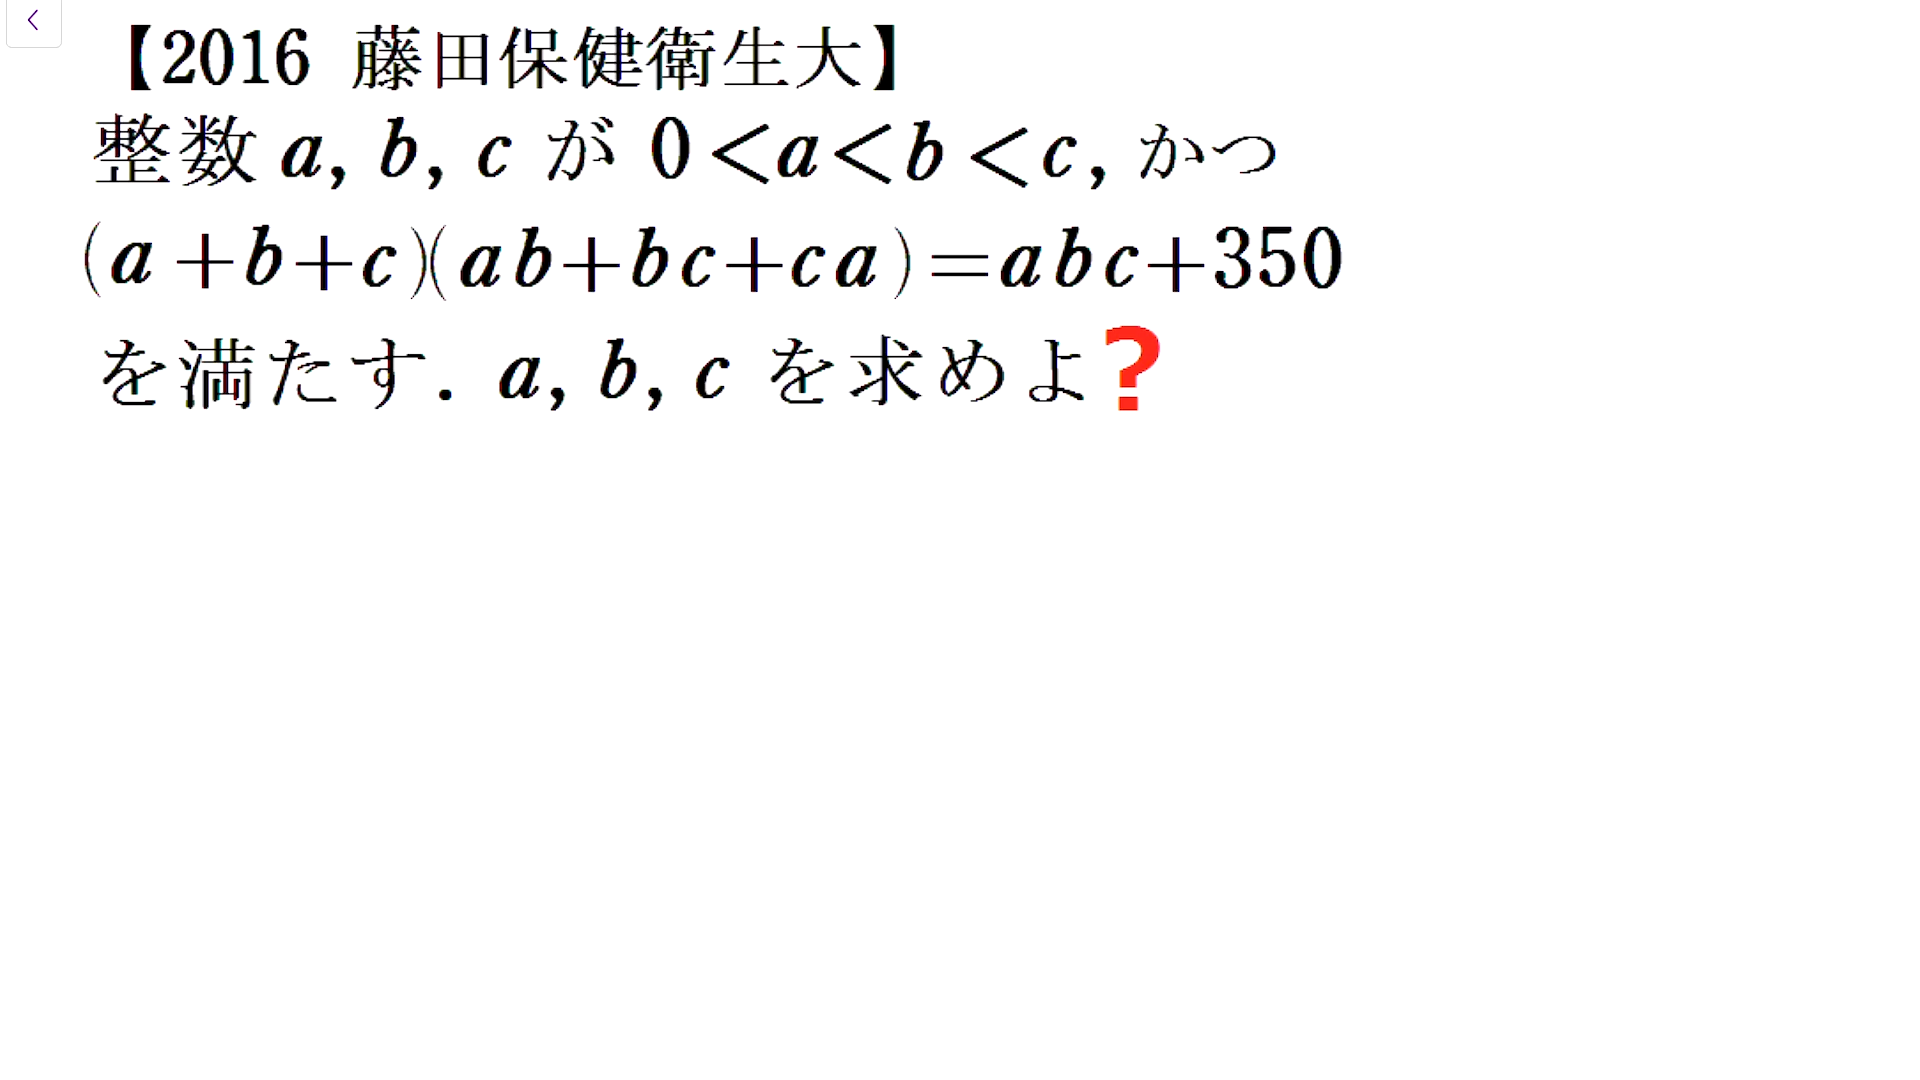 【2016 藤田保健衛生大】
整数 a, b, c が 0<a<b<c, かつ
(a+b+c)(ab+bc+ca)=abc+350
を満たす. a, b, c を求めよ?